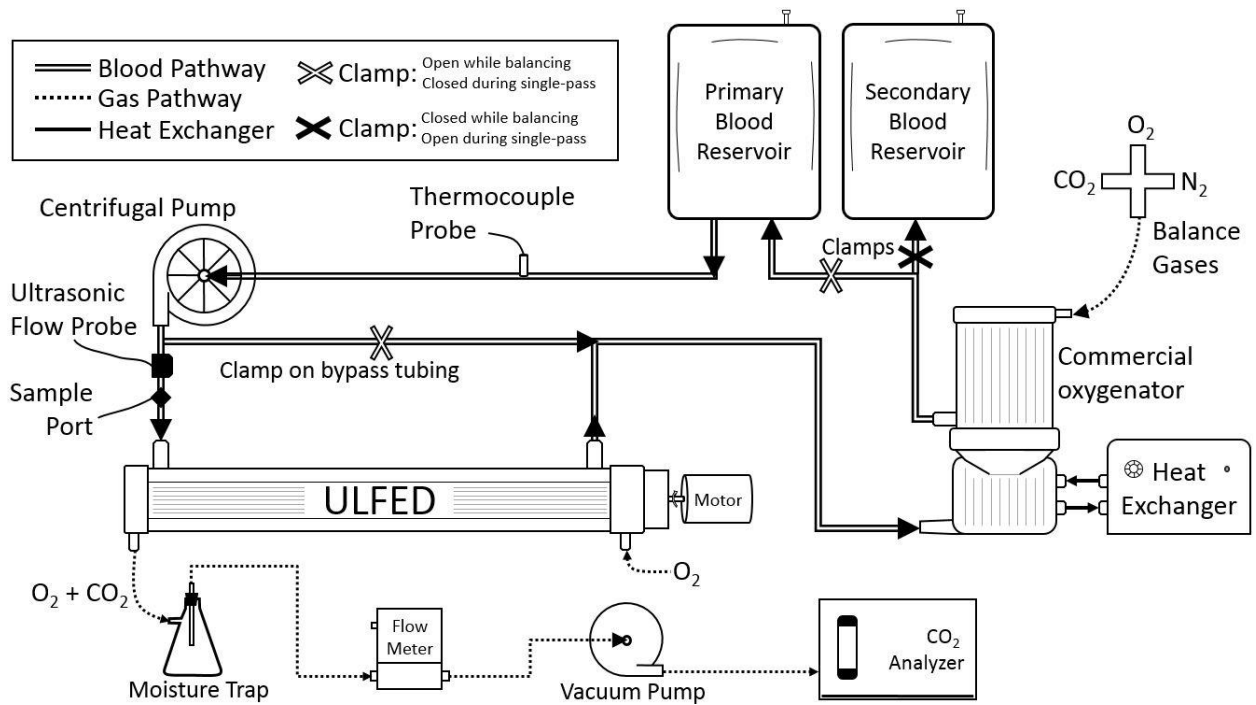 Blood Pathway
Gas Pathway
Heat Exchanger
Clamp: Open while balancing
Closed during single-pass
Clamp: Closed while balancing
Open during single-pass
Primary
Blood
Reservoir
Secondary
Blood
Reservoir
O₂
CO₂
N₂
Balance
Gases
Centrifugal Pump
Thermocouple
Probe
Clamps
Ultrasonic
Flow Probe
Sample
Port
Clamp on bypass tubing
Commercial
oxygenator
Heat
Exchanger
ULFED
Motor
O₂ + CO₂
O₂
Moisture Trap
Flow
Meter
Vacuum Pump
CO₂
Analyzer